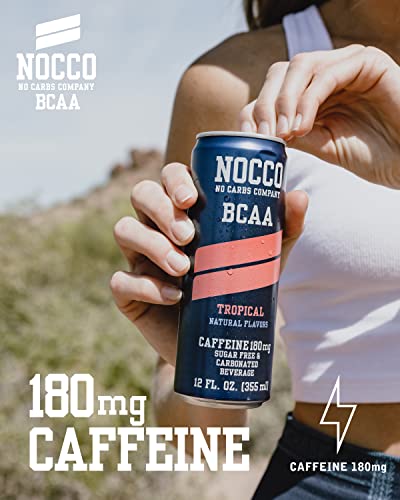 NOCCO
NO CARBS COMPANY
BCAA
NOCCO
NO CARBS COMPANY
BCAA
TROPICAL
NATURAL FLAVORS
CAFFEINE 180mg
SUGAR FREE &
CARBONATED
BEVERAGE
12 FL. OZ. (355 ml)
180mg
CAFFEINE
CAFFEINE 180mg